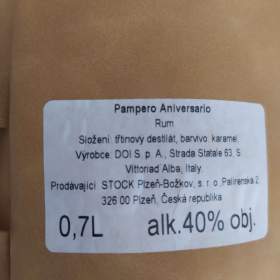 Pampero Aniversario
Rum
Složení: třtinový destilát, barvivo: karamel.
Výrobce: DOI S. p. A., Strada Statale 63, S.
Vittoriad Alba, Italy.
Prodávající: STOCK Plzeň-Božkov, s. r. o.,Palírenská 2,
326 00 Plzeň, Česká republika
0,7L alk.40% obj.